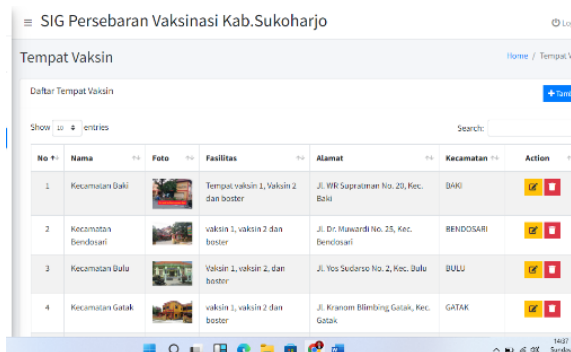 SIG Persebaran Vaksinasi Kab.Sukoharjo
Tempat Vaksin
Home / Tempat V
Daftar Tempat Vaksin
+ Tam
Show 10 entries
Search:
No Nama Foto Fasilitas Alamat Kecamatan Action
1 Kecamatan Baki Tempat vaksin 1, Vaksin 2 dan boster Jl. WR Supratman No. 20, Kec. Baki BAKI
2 Kecamatan Bendosari vaksin 1, vaksin 2 dan boster Jl. Dr. Muwardi No. 25, Kec. Bendosari BENDOSARI
3 Kecamatan Bulu Vaksin 1, vaksin 2, dan boster Jl. Yos Sudarso No. 2, Kec. Bulu BULU
4 Kecamatan Gatak vaksin 1, vaksin 2 dan boster Jl. Kranom Blimbing Gatak, Kec. Gatak GATAK
14:37
Sunday